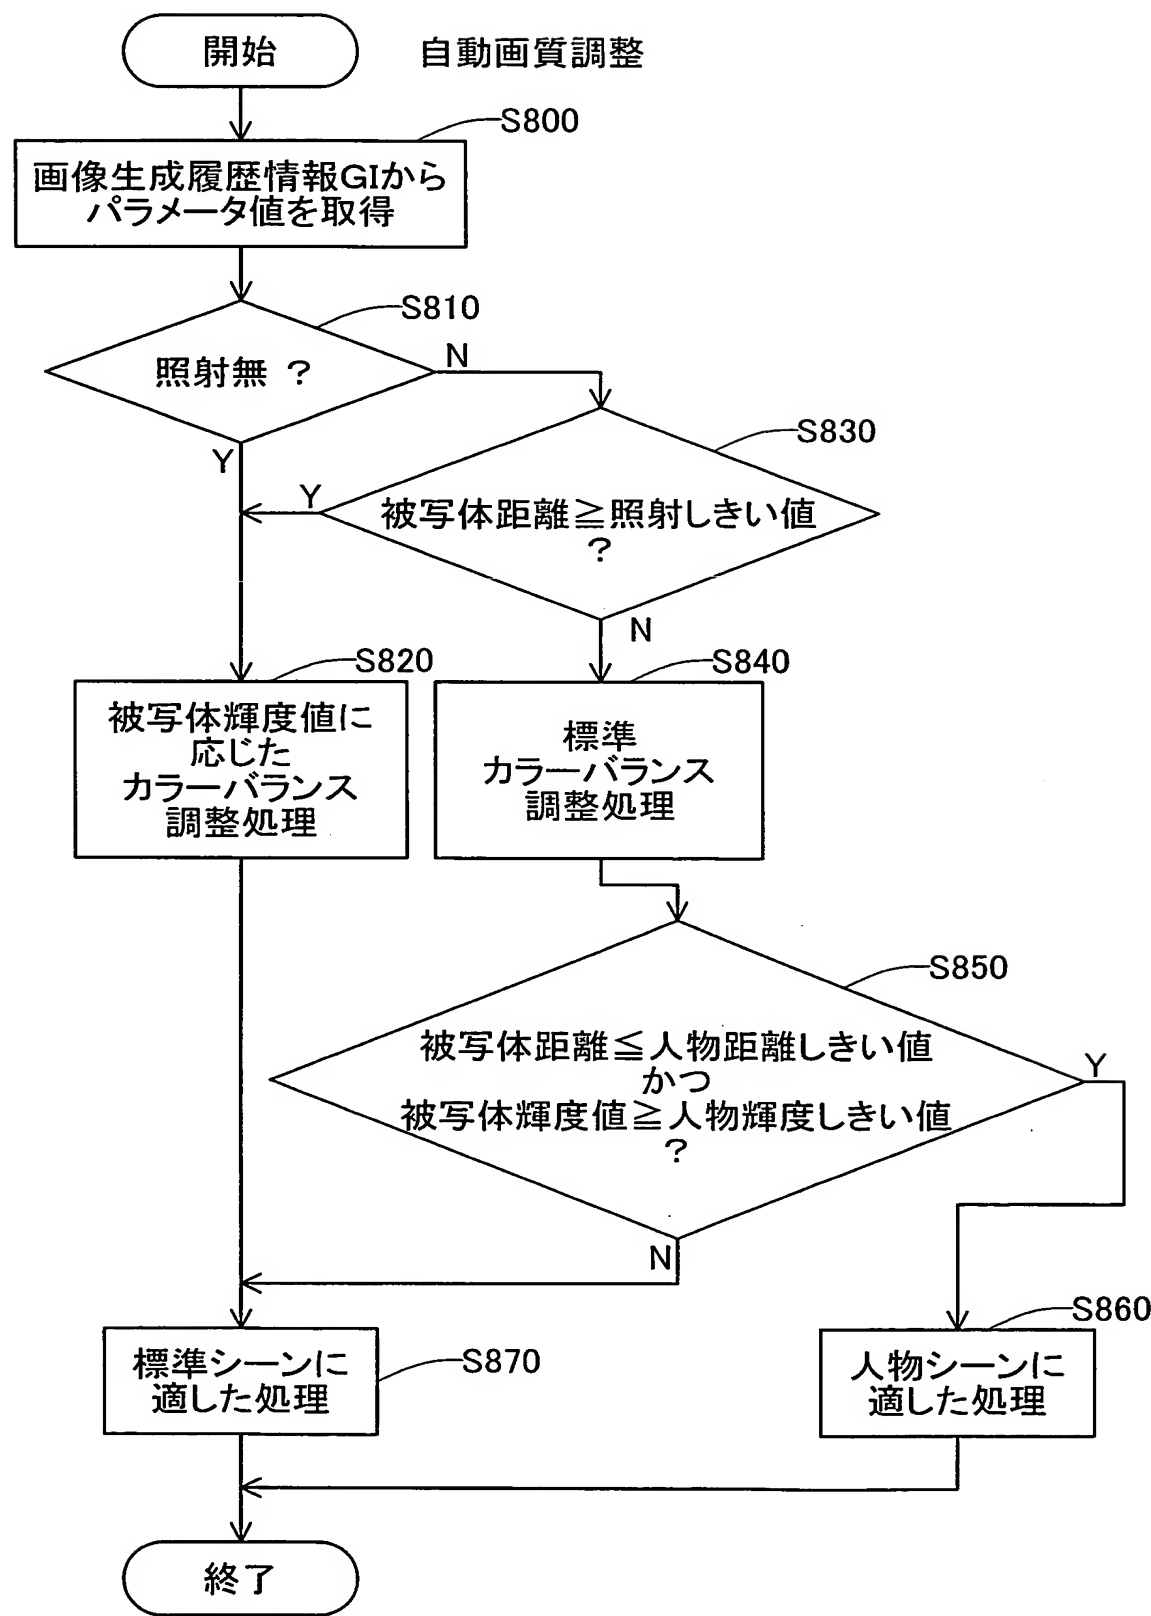 開始
自動画質調整
S800
画像生成履歴情報GIから
パラメータ値を取得
S810
照射無 ?
N
Y
S830
Y
被写体距離≧照射しきい値
?
N
S820
被写体輝度値に
応じた
カラーバランス
調整処理
S840
標準
カラーバランス
調整処理
S850
被写体距離≦人物距離しきい値
かつ
被写体輝度値≧人物輝度しきい値
?
Y
N
S870
標準シーンに
適した処理
S860
人物シーンに
適した処理
終了